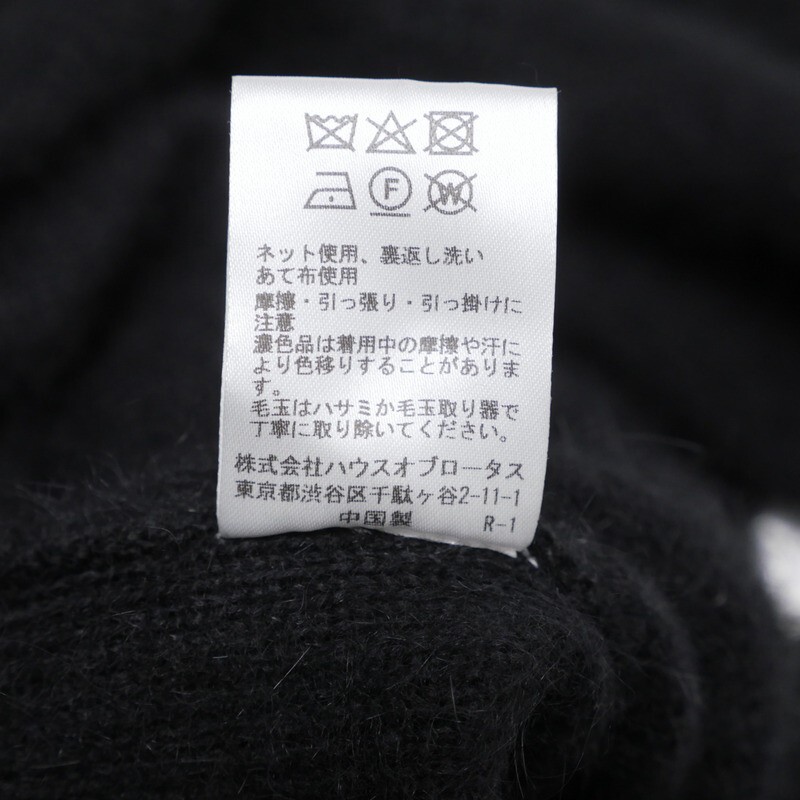 F W
ネット使用、裏返し洗い
あて布使用
摩擦・引っ張り・引っ掛けに
注意
濃色品は着用中の摩擦や汗に
より色移りすることがありま
す。
毛玉はハサミか毛玉取り器で
丁寧に取り除いてください。
株式会社ハウスオブロータス
東京都渋谷区千駄ヶ谷2-11-1
中国製 R-1